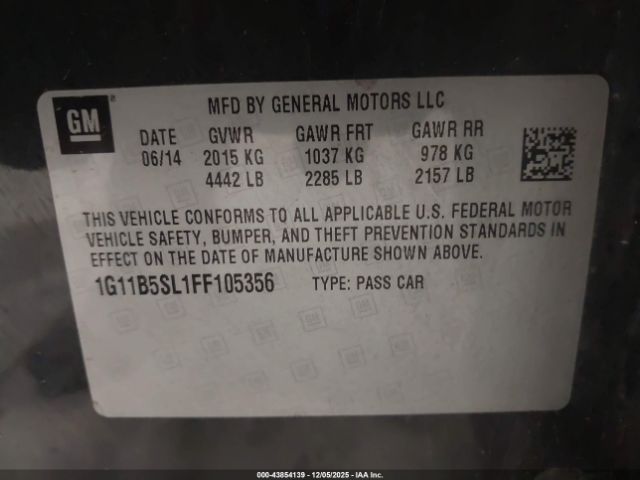 GM
MFD BY GENERAL MOTORS LLC
DATE GVWR GAWR FRT GAWR RR
06/14 2015 KG 1037 KG 978 KG
4442 LB 2285 LB 2157 LB
THIS VEHICLE CONFORMS TO ALL APPLICABLE U.S. FEDERAL MOTOR
VEHICLE SAFETY, BUMPER, AND THEFT PREVENTION STANDARDS IN
EFFECT ON THE DATE OF MANUFACTURE SHOWN ABOVE.
1G11B5SL1FF105356 TYPE: PASS CAR
000-43854139 - 12/05/2025 - IAA Inc.